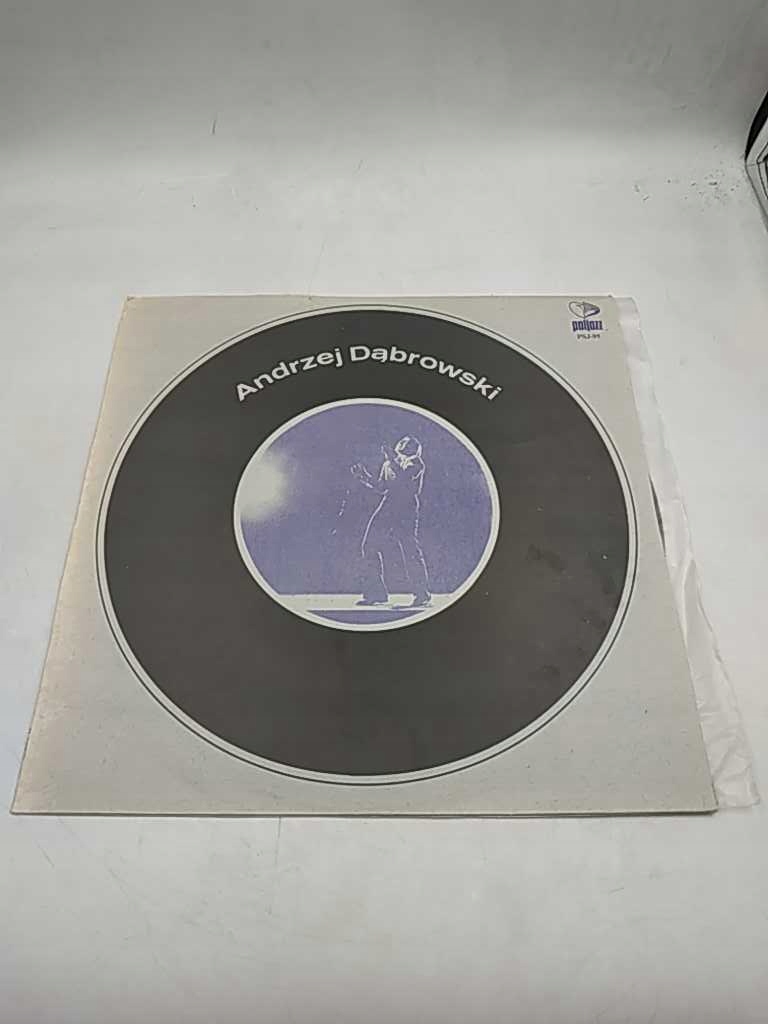 Andrzej Dąbrowski
poljazz
PSJ-91